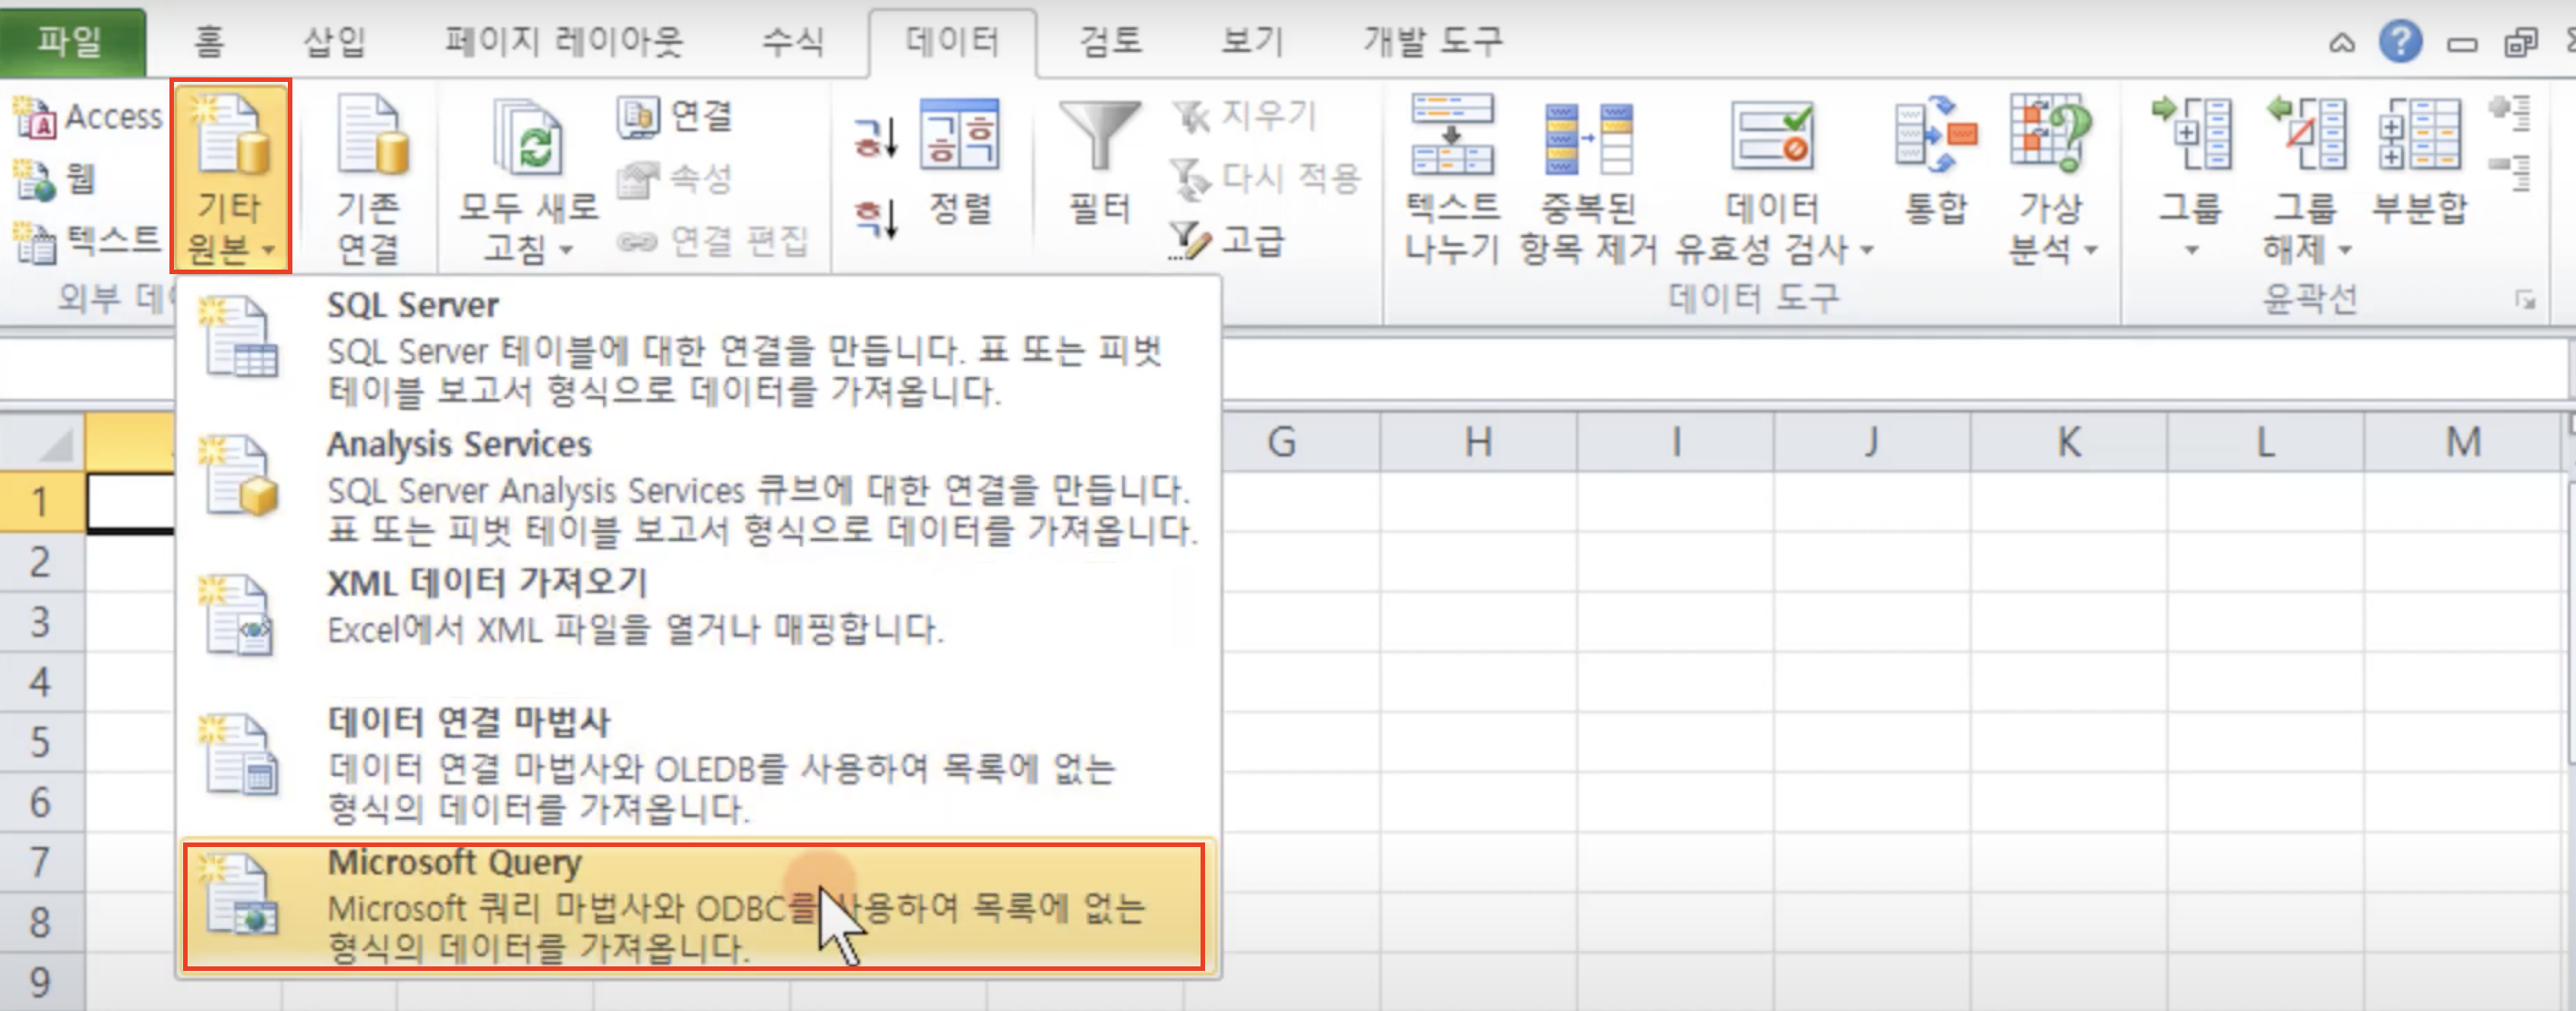 파일 홈 삽입 페이지 레이아웃 수식 데이터 검토 보기 개발 도구
Access
웹
텍스트
기타
원본
기존
연결
모두 새로
고침
연결
속성
연결 편집
정렬
필터
지우기
다시 적용
고급
텍스트
나누기
중복된
항목 제거
데이터
유효성 검사
통합
가상
분석
그룹
그룹
해제
부분합
외부
데이터 도구
윤곽선
SQL Server
SQL Server 테이블에 대한 연결을 만듭니다. 표 또는 피벗
테이블 보고서 형식으로 데이터를 가져옵니다.
Analysis Services
SQL Server Analysis Services 큐브에 대한 연결을 만듭니다.
표 또는 피벗 테이블 보고서 형식으로 데이터를 가져옵니다.
XML 데이터 가져오기
Excel에서 XML 파일을 열거나 매핑합니다.
데이터 연결 마법사
데이터 연결 마법사와 OLEDB를 사용하여 목록에 없는
형식의 데이터를 가져옵니다.
Microsoft Query
Microsoft 쿼리 마법사와 ODBC를 사용하여 목록에 없는
형식의 데이터를 가져옵니다.
G H I J K L M
1
2
3
4
5
6
7
8
9